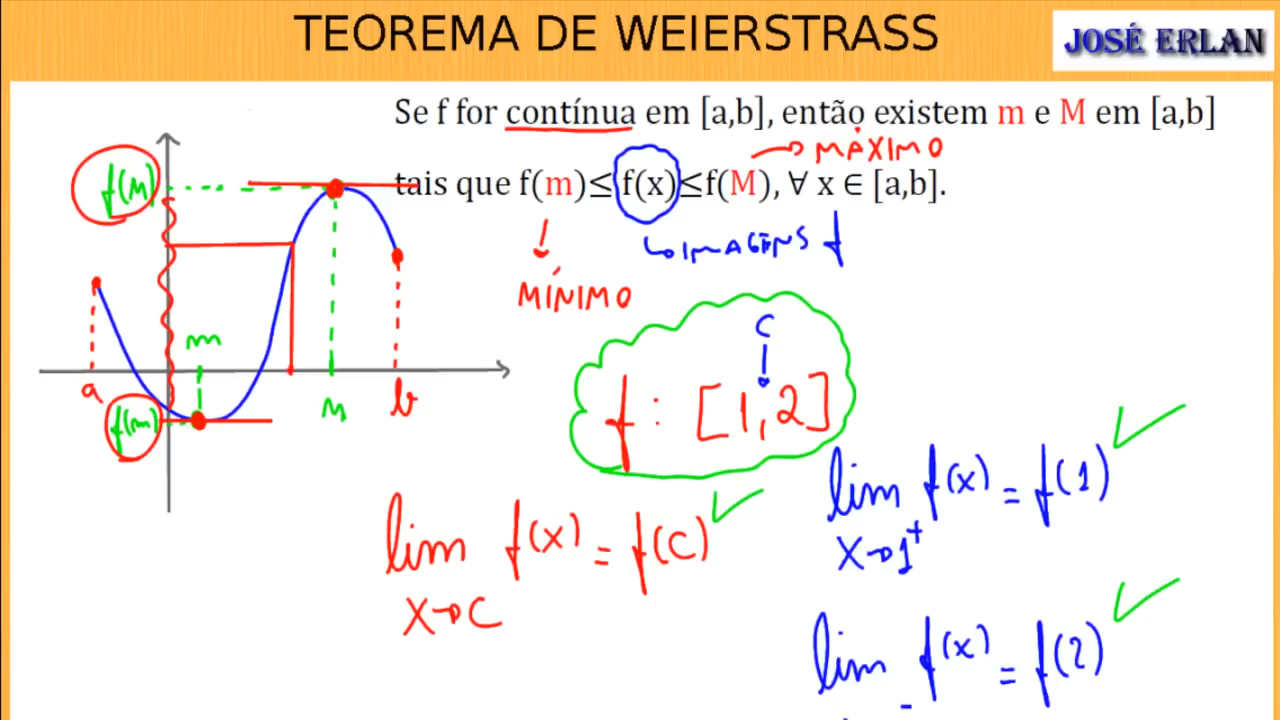 TEOREMA DE WEIERSTRASS
JOSÉ ERLAN
Se f for contínua em [a,b], então existem m e M em [a,b]
tais que f(m)≤ f(x) ≤f(M), ∀ x ∈ [a,b].
MÁXIMO
IMAGENS f
MÍNIMO
f(M)
m
a
f(m)
M
b
c
f: [1,2]
lim f(x) = f(c)
x→c
lim f(x) = f(1)
x→1⁺
lim f(x) = f(2)